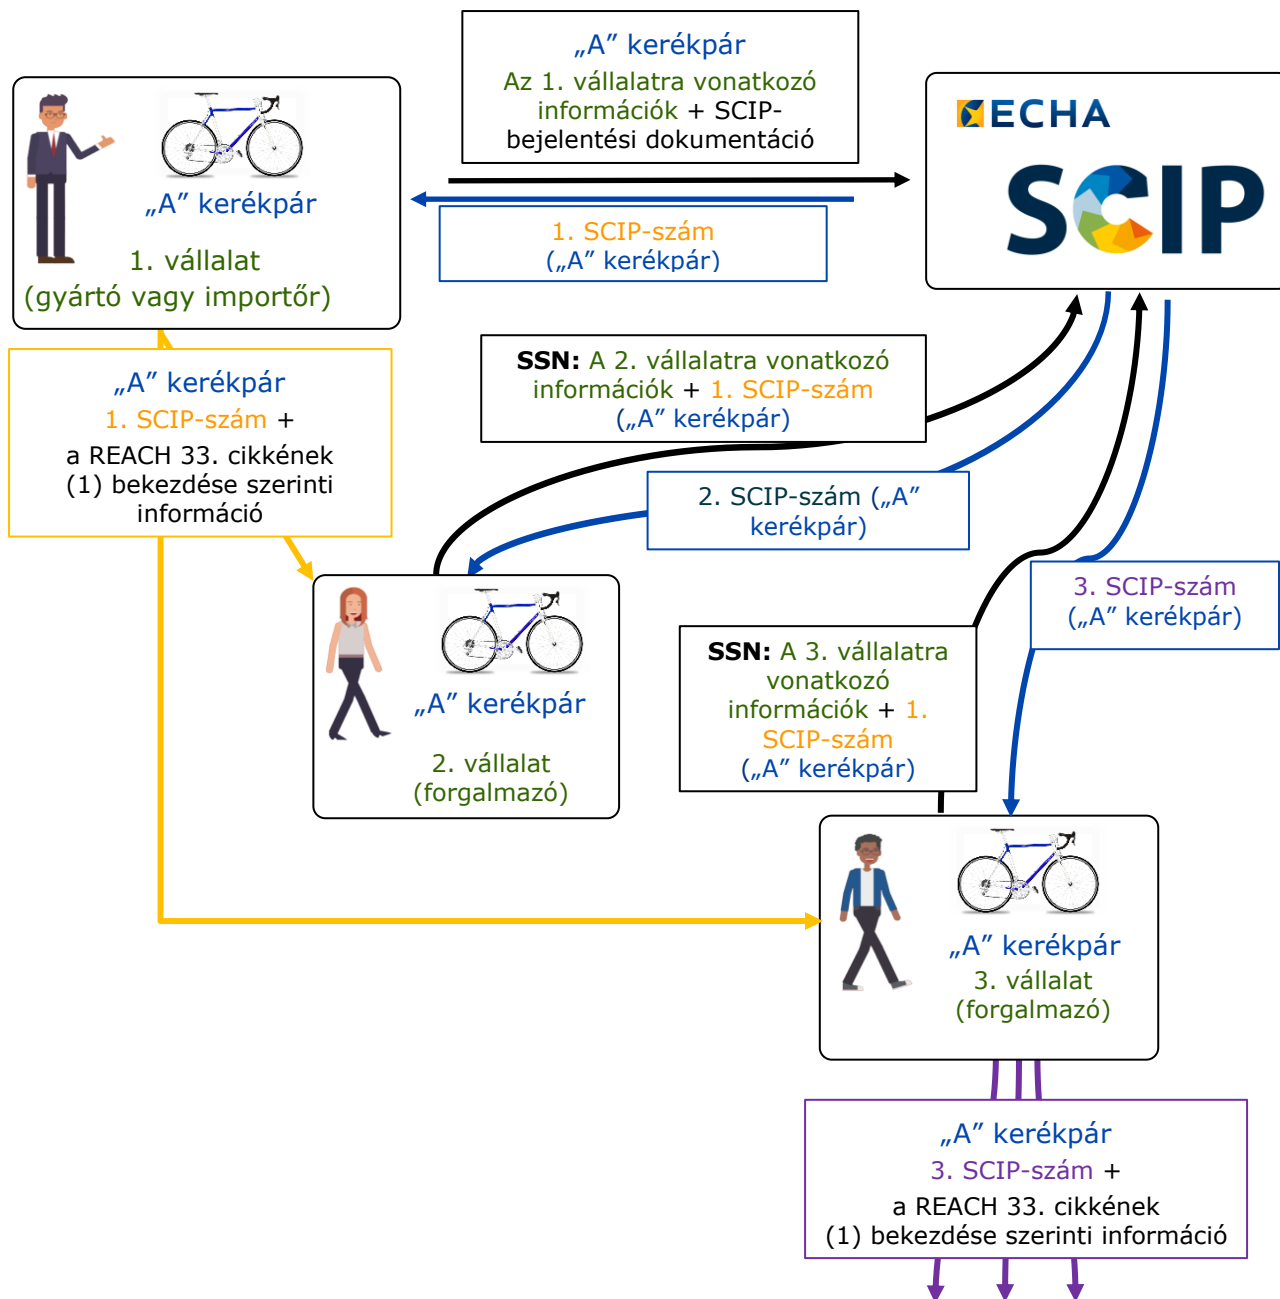 „A” kerékpár
Az 1. vállalatra vonatkozó
információk + SCIP-
bejelentési dokumentáció
ECHA
SCIP
„A” kerékpár
1. vállalat
(gyártó vagy importőr)
1. SCIP-szám
(„A” kerékpár)
SSN: A 2. vállalatra vonatkozó
információk + 1. SCIP-szám
(„A” kerékpár)
„A” kerékpár
1. SCIP-szám +
a REACH 33. cikkének
(1) bekezdése szerinti
információ
2. SCIP-szám („A”
kerékpár)
3. SCIP-szám
(„A” kerékpár)
„A” kerékpár
2. vállalat
(forgalmazó)
SSN: A 3. vállalatra
vonatkozó
információk + 1.
SCIP-szám
(„A” kerékpár)
„A” kerékpár
3. vállalat
(forgalmazó)
„A” kerékpár
3. SCIP-szám +
a REACH 33. cikkének
(1) bekezdése szerinti információ